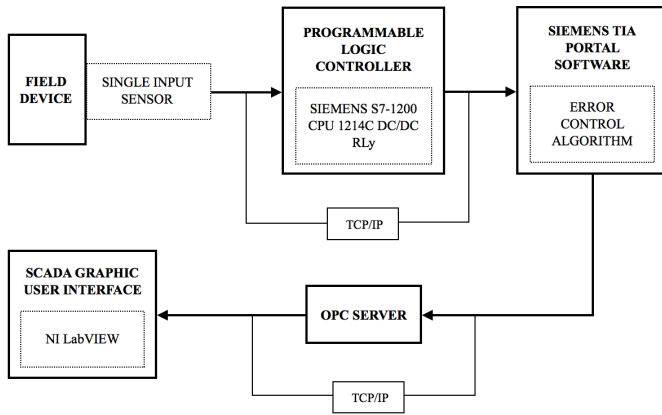 FIELD
DEVICE
SINGLE INPUT
SENSOR
PROGRAMMABLE
LOGIC
CONTROLLER
SIEMENS S7-1200
CPU 1214C DC/DC
RLy
SIEMENS TIA
PORTAL
SOFTWARE
ERROR
CONTROL
ALGORITHM
TCP/IP
SCADA GRAPHIC
USER INTERFACE
NI LabVIEW
OPC SERVER
TCP/IP